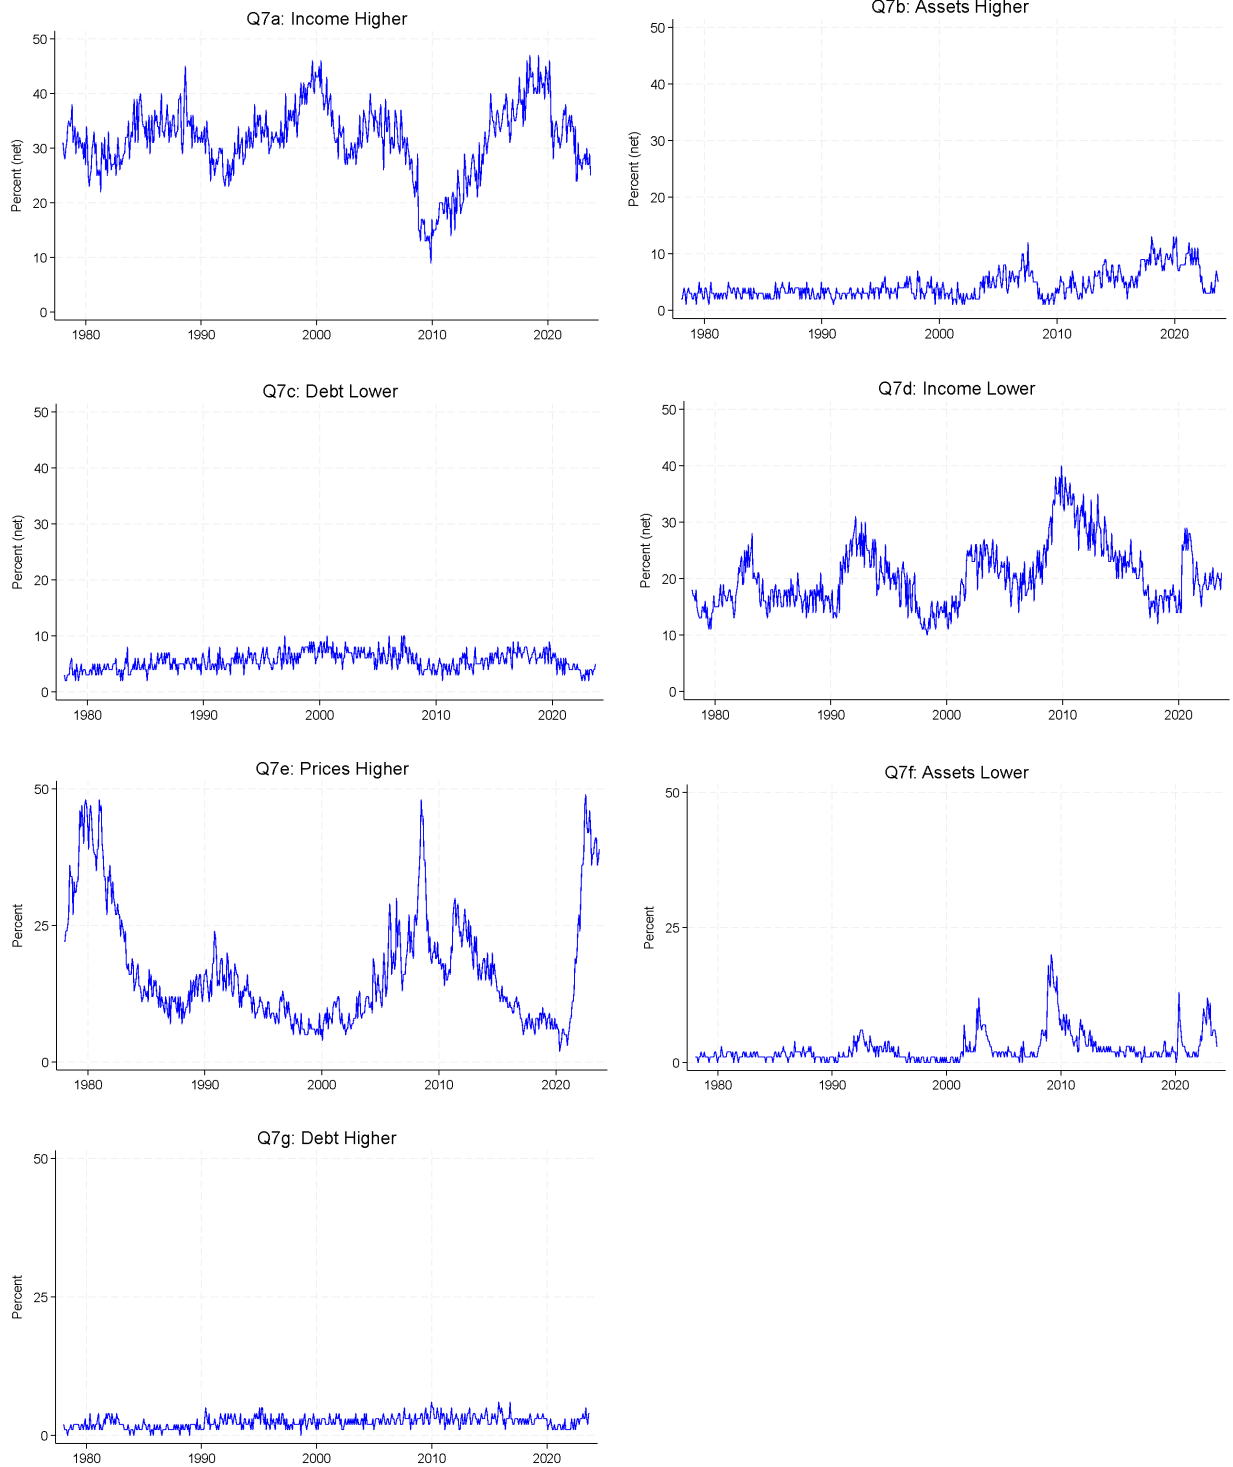 Q7a: Income Higher
Percent (net)
50
40
30
20
10
0
1980 1990 2000 2010 2020
Q7b: Assets Higher
Percent (net)
50
40
30
20
10
0
1980 1990 2000 2010 2020
Q7c: Debt Lower
Percent (net)
50
40
30
20
10
0
1980 1990 2000 2010 2020
Q7d: Income Lower
Percent (net)
50
40
30
20
10
0
1980 1990 2000 2010 2020
Q7e: Prices Higher
Percent
50
25
0
1980 1990 2000 2010 2020
Q7f: Assets Lower
Percent
50
25
0
1980 1990 2000 2010 2020
Q7g: Debt Higher
Percent
50
25
0
1980 1990 2000 2010 2020